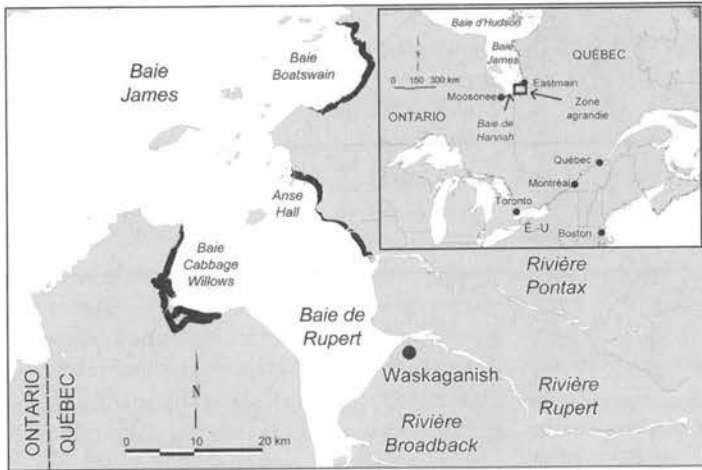 Baie
James
Baie
Boatswain
Anse
Hall
Baie
Cabbage
Willows
Baie de
Rupert
Waskaganish
Rivière
Pontax
Rivière
Rupert
Rivière
Broadback
ONTARIO
QUÉBEC
N
0 10 20 km
Baie d'Hudson
Baie
James
QUÉBEC
N
0 150 300 km
Eastmain
Moosonee
Baie de
Hannah
Zone
agrandie
ONTARIO
Québec
Montréal
Toronto
É.-U.
Boston